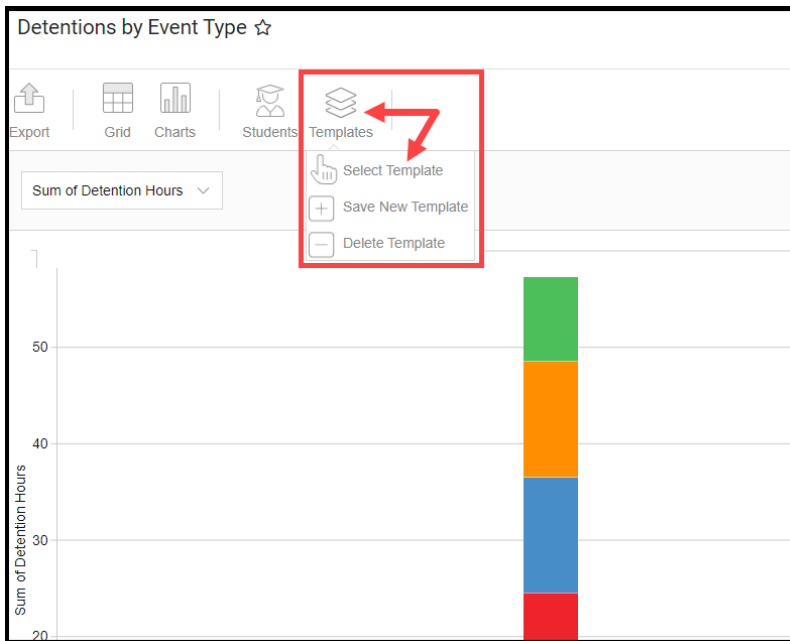 Detentions by Event Type
Export Grid Charts Students Templates
Select Template
Sum of Detention Hours
Save New Template
Delete Template
50
40
30
20
Sum of Detention Hours